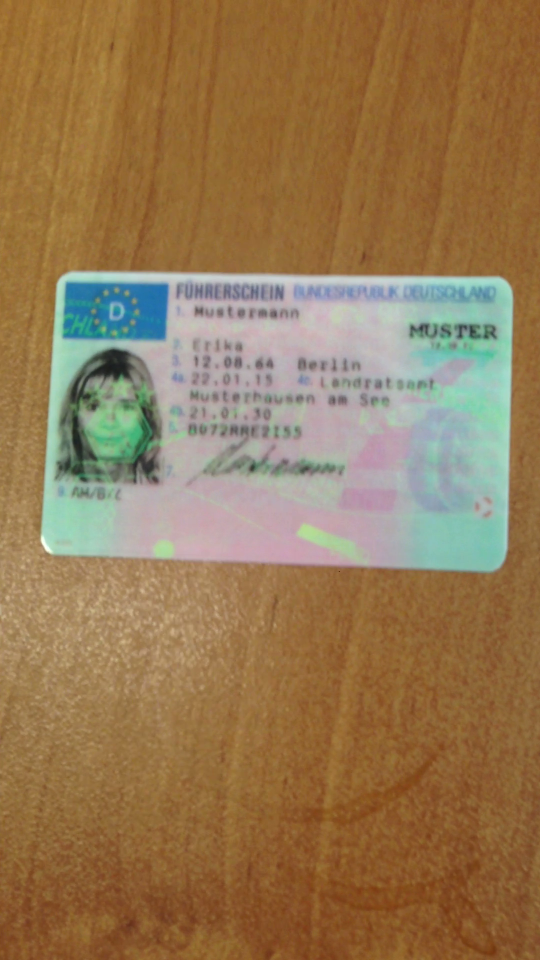 FÜHRERSCHEIN BUNDESREPUBLIK DEUTSCHLAND
D
1. Mustermann
MUSTER
2. Erika
3. 12.08.64 Berlin
4a. 22.01.15 4c. Landratsamt
Musterhausen am See
4b. 21.01.30
5. B072RRE2I55
7.
9. AM/B/L